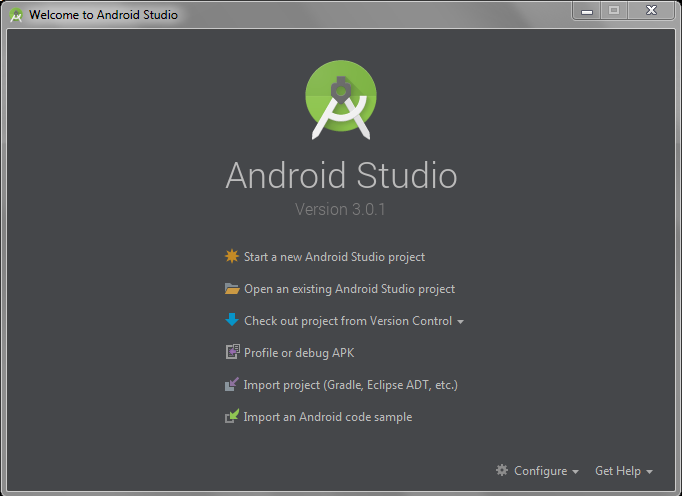 Welcome to Android Studio
Android Studio
Version 3.0.1
Start a new Android Studio project
Open an existing Android Studio project
Check out project from Version Control
Profile or debug APK
Import project (Gradle, Eclipse ADT, etc.)
Import an Android code sample
Configure Get Help